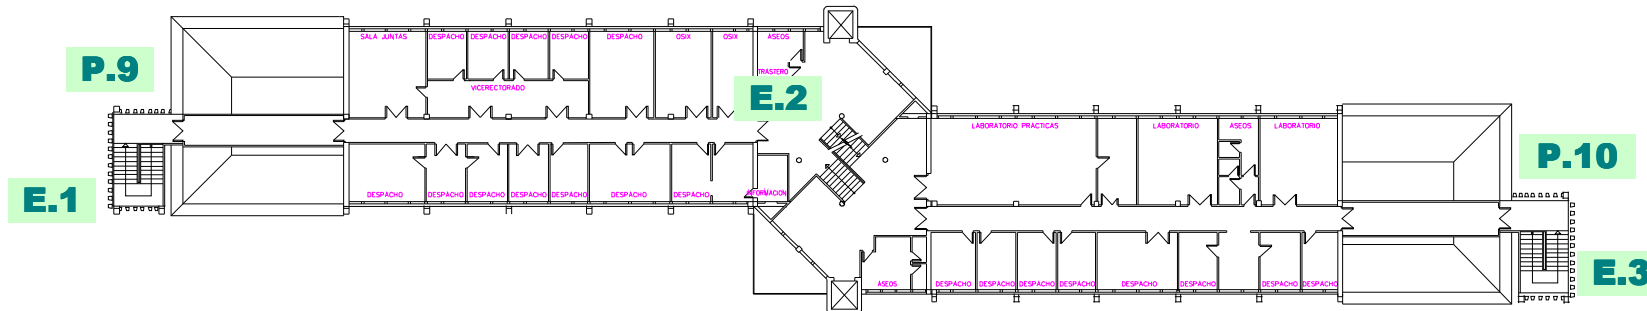 SALA JUNTAS DESPACHO DESPACHO DESPACHO DESPACHO DESPACHO OSIX OSIX ASEOS
P.9
TRASTERO
VICERECTORADO
E.2
LABORATORIO PRACTICAS LABORATORIO ASEOS LABORATORIO
P.10
E.1
DESPACHO DESPACHO DESPACHO DESPACHO DESPACHO DESPACHO DESPACHO INFORMACION
E.3
ASEOS DESPACHO DESPACHO DESPACHO DESPACHO DESPACHO DESPACHO DESPACHO DESPACHO